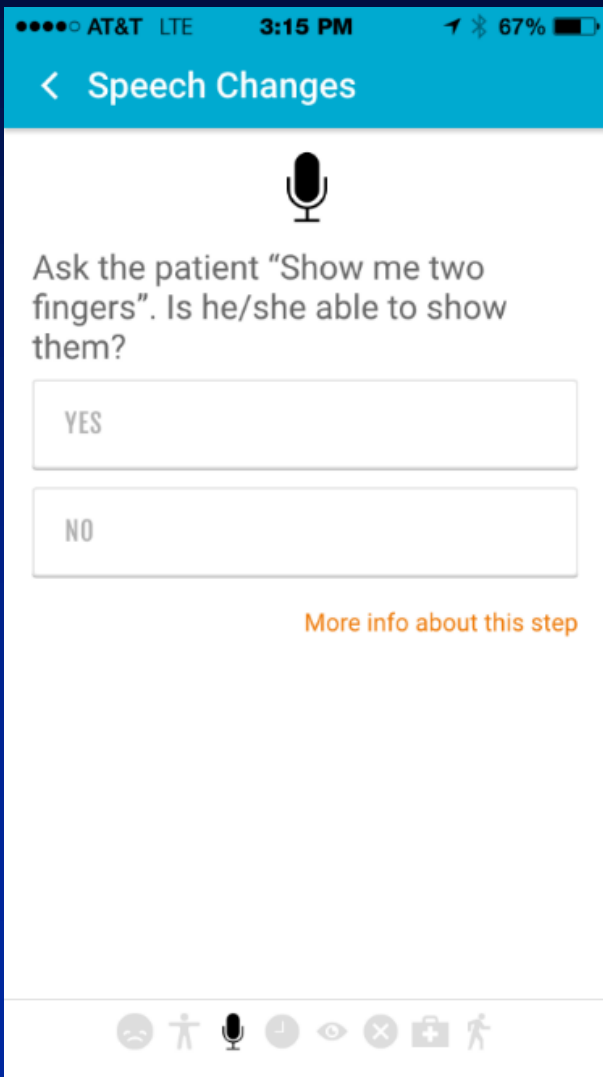 AT&T LTE 3:15 PM 67%
Speech Changes
Ask the patient “Show me two
fingers”. Is he/she able to show
them?
YES
NO
More info about this step